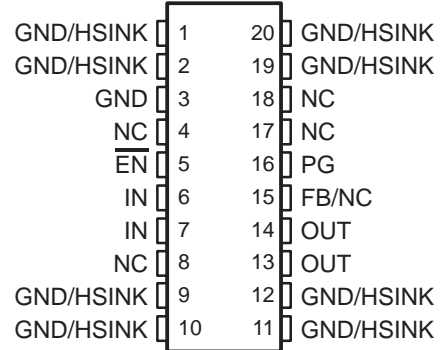 GND/HSINK 1 20 GND/HSINK
GND/HSINK 2 19 GND/HSINK
GND 3 18 NC
NC 4 17 NC
E̅N̅ 5 16 PG
IN 6 15 FB/NC
IN 7 14 OUT
NC 8 13 OUT
GND/HSINK 9 12 GND/HSINK
GND/HSINK 10 11 GND/HSINK